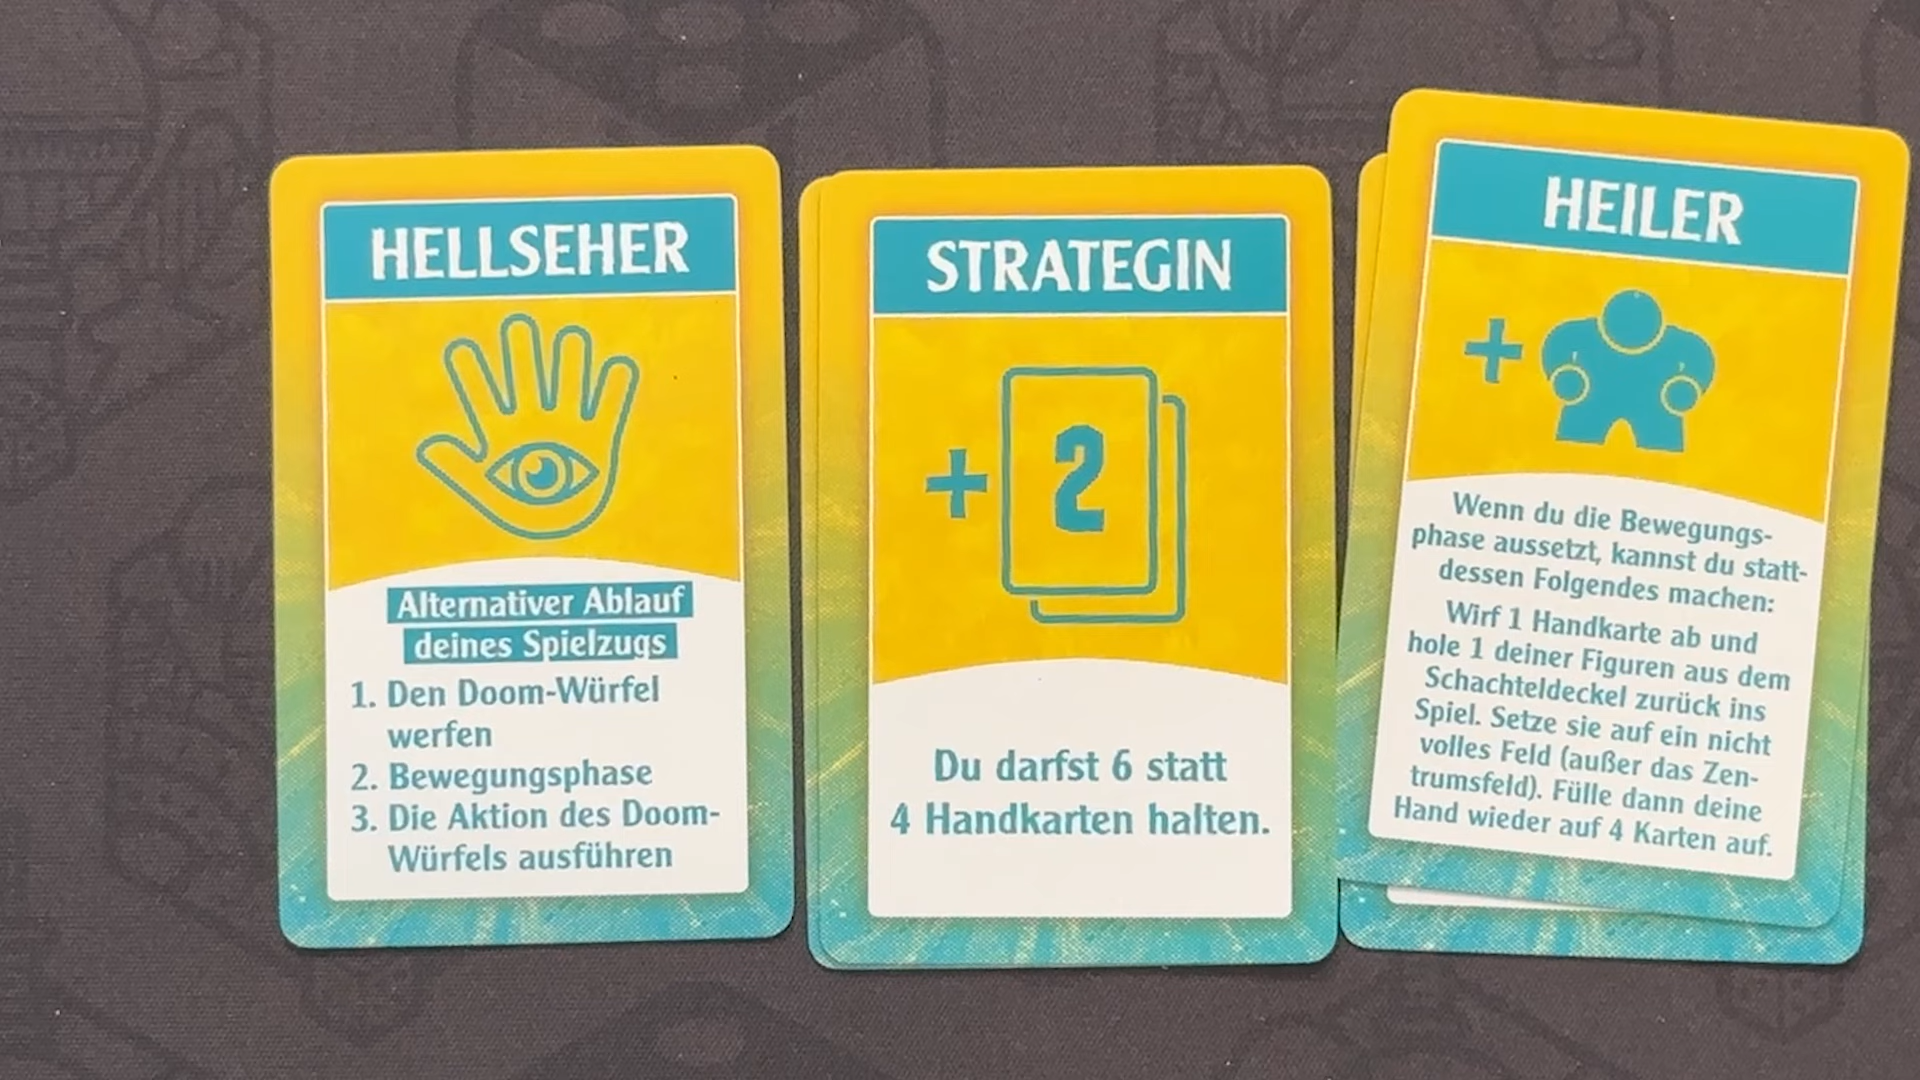 HELLSEHER
Alternativer Ablauf
deines Spielzugs
1. Den Doom-Würfel
werfen
2. Bewegungsphase
3. Die Aktion des Doom-
Würfels ausführen
STRATEGIN
+ 2
Du darfst 6 statt
4 Handkarten halten.
HEILER
+
Wenn du die Bewegungs-
phase aussetzt, kannst du statt-
dessen Folgendes machen:
Wirf 1 Handkarte ab und
hole 1 deiner Figuren aus dem
Schachteldeckel zurück ins
Spiel. Setze sie auf ein nicht
volles Feld (außer das Zen-
trumsfeld). Fülle dann deine
Hand wieder auf 4 Karten auf.